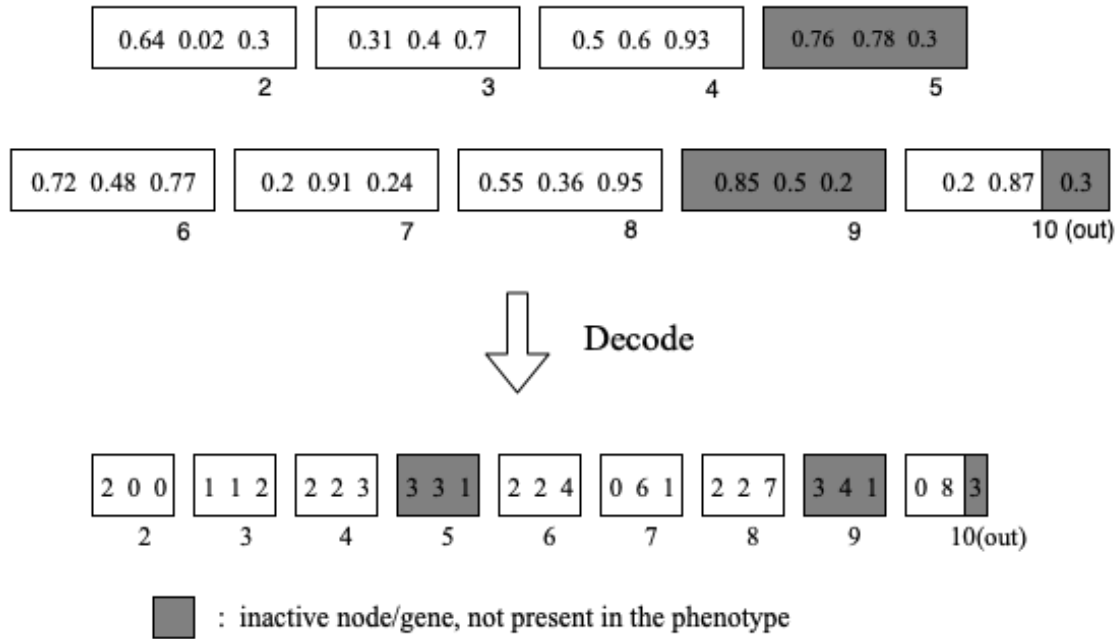 0.64 0.02 0.3 0.31 0.4 0.7 0.5 0.6 0.93 0.76 0.78 0.3
2 3 4 5
0.72 0.48 0.77 0.2 0.91 0.24 0.55 0.36 0.95 0.85 0.5 0.2 0.2 0.87 0.3
6 7 8 9 10 (out)
Decode
2 0 0 1 1 2 2 2 3 3 3 1 2 2 4 0 6 1 2 2 7 3 4 1 0 8 3
2 3 4 5 6 7 8 9 10(out)
: inactive node/gene, not present in the phenotype